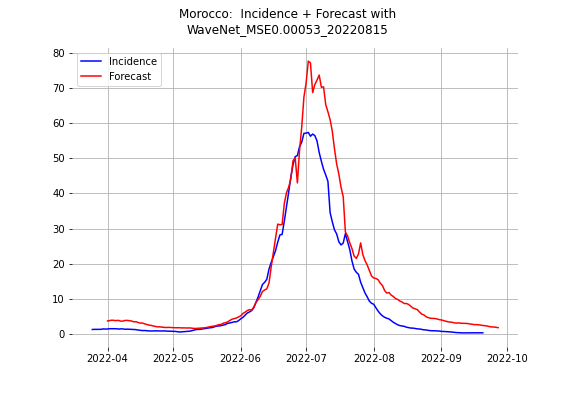 Morocco:  Incidence + Forecast with
WaveNet_MSE0.00053_20220815
Incidence
Forecast
80
70
60
50
40
30
20
10
0
2022-04 2022-05 2022-06 2022-07 2022-08 2022-09 2022-10